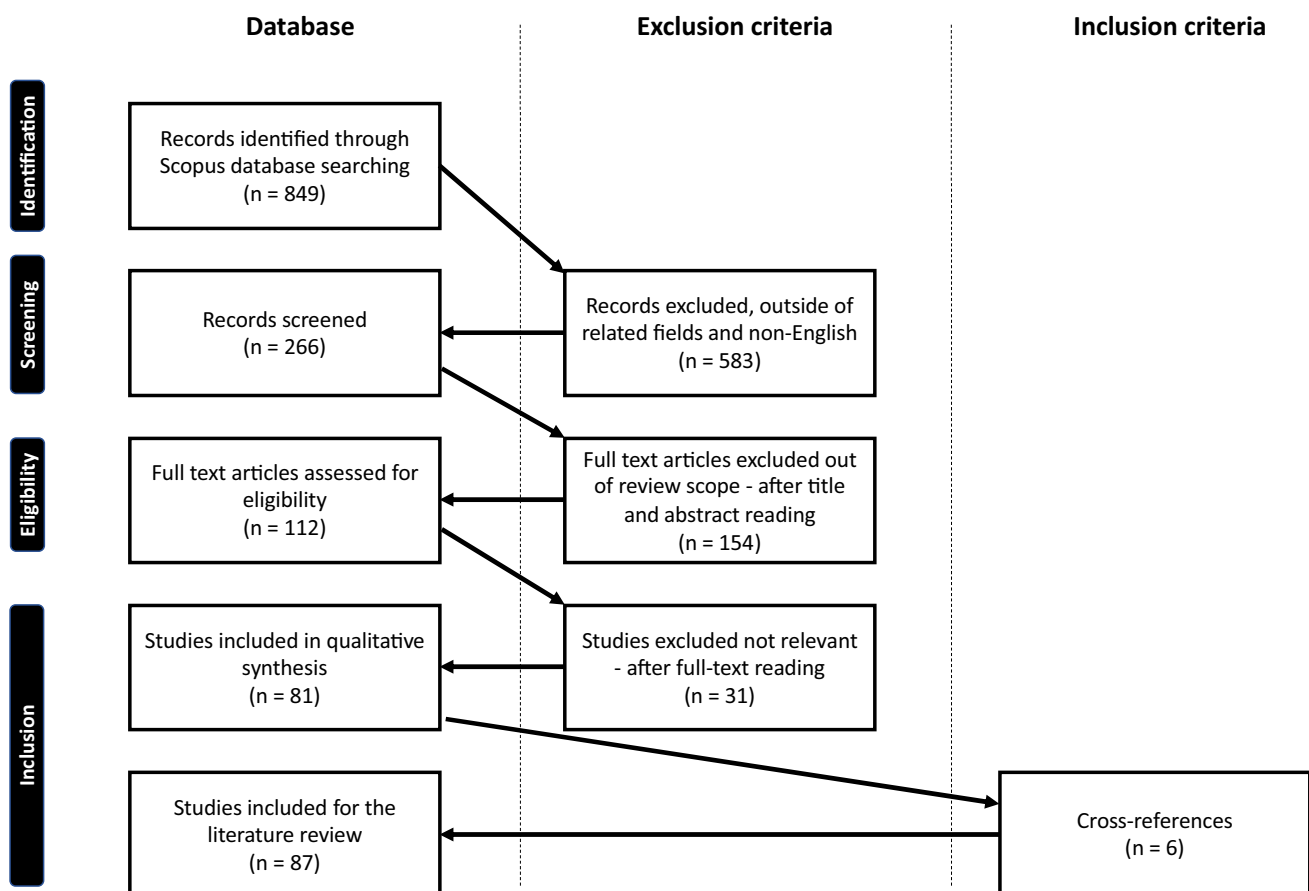 Database
Exclusion criteria
Inclusion criteria
Identification
Records identified through
Scopus database searching
(n = 849)
Screening
Records screened
(n = 266)
Records excluded, outside of
related fields and non-English
(n = 583)
Eligibility
Full text articles assessed for
eligibility
(n = 112)
Full text articles excluded out
of review scope - after title
and abstract reading
(n = 154)
Inclusion
Studies included in qualitative
synthesis
(n = 81)
Studies excluded not relevant
- after full-text reading
(n = 31)
Studies included for the
literature review
(n = 87)
Cross-references
(n = 6)